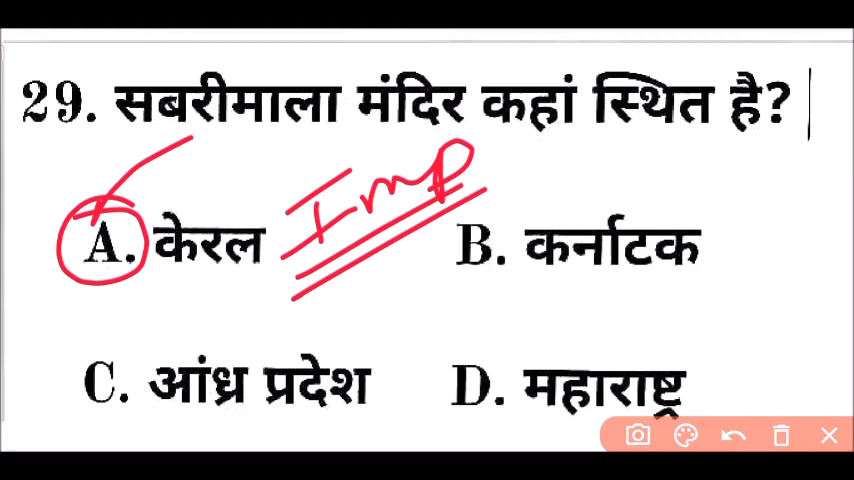 29. सबरीमाला मंदिर कहां स्थित है?
A. केरल Imp B. कर्नाटक
C. आंध्र प्रदेश D. महाराष्ट्र